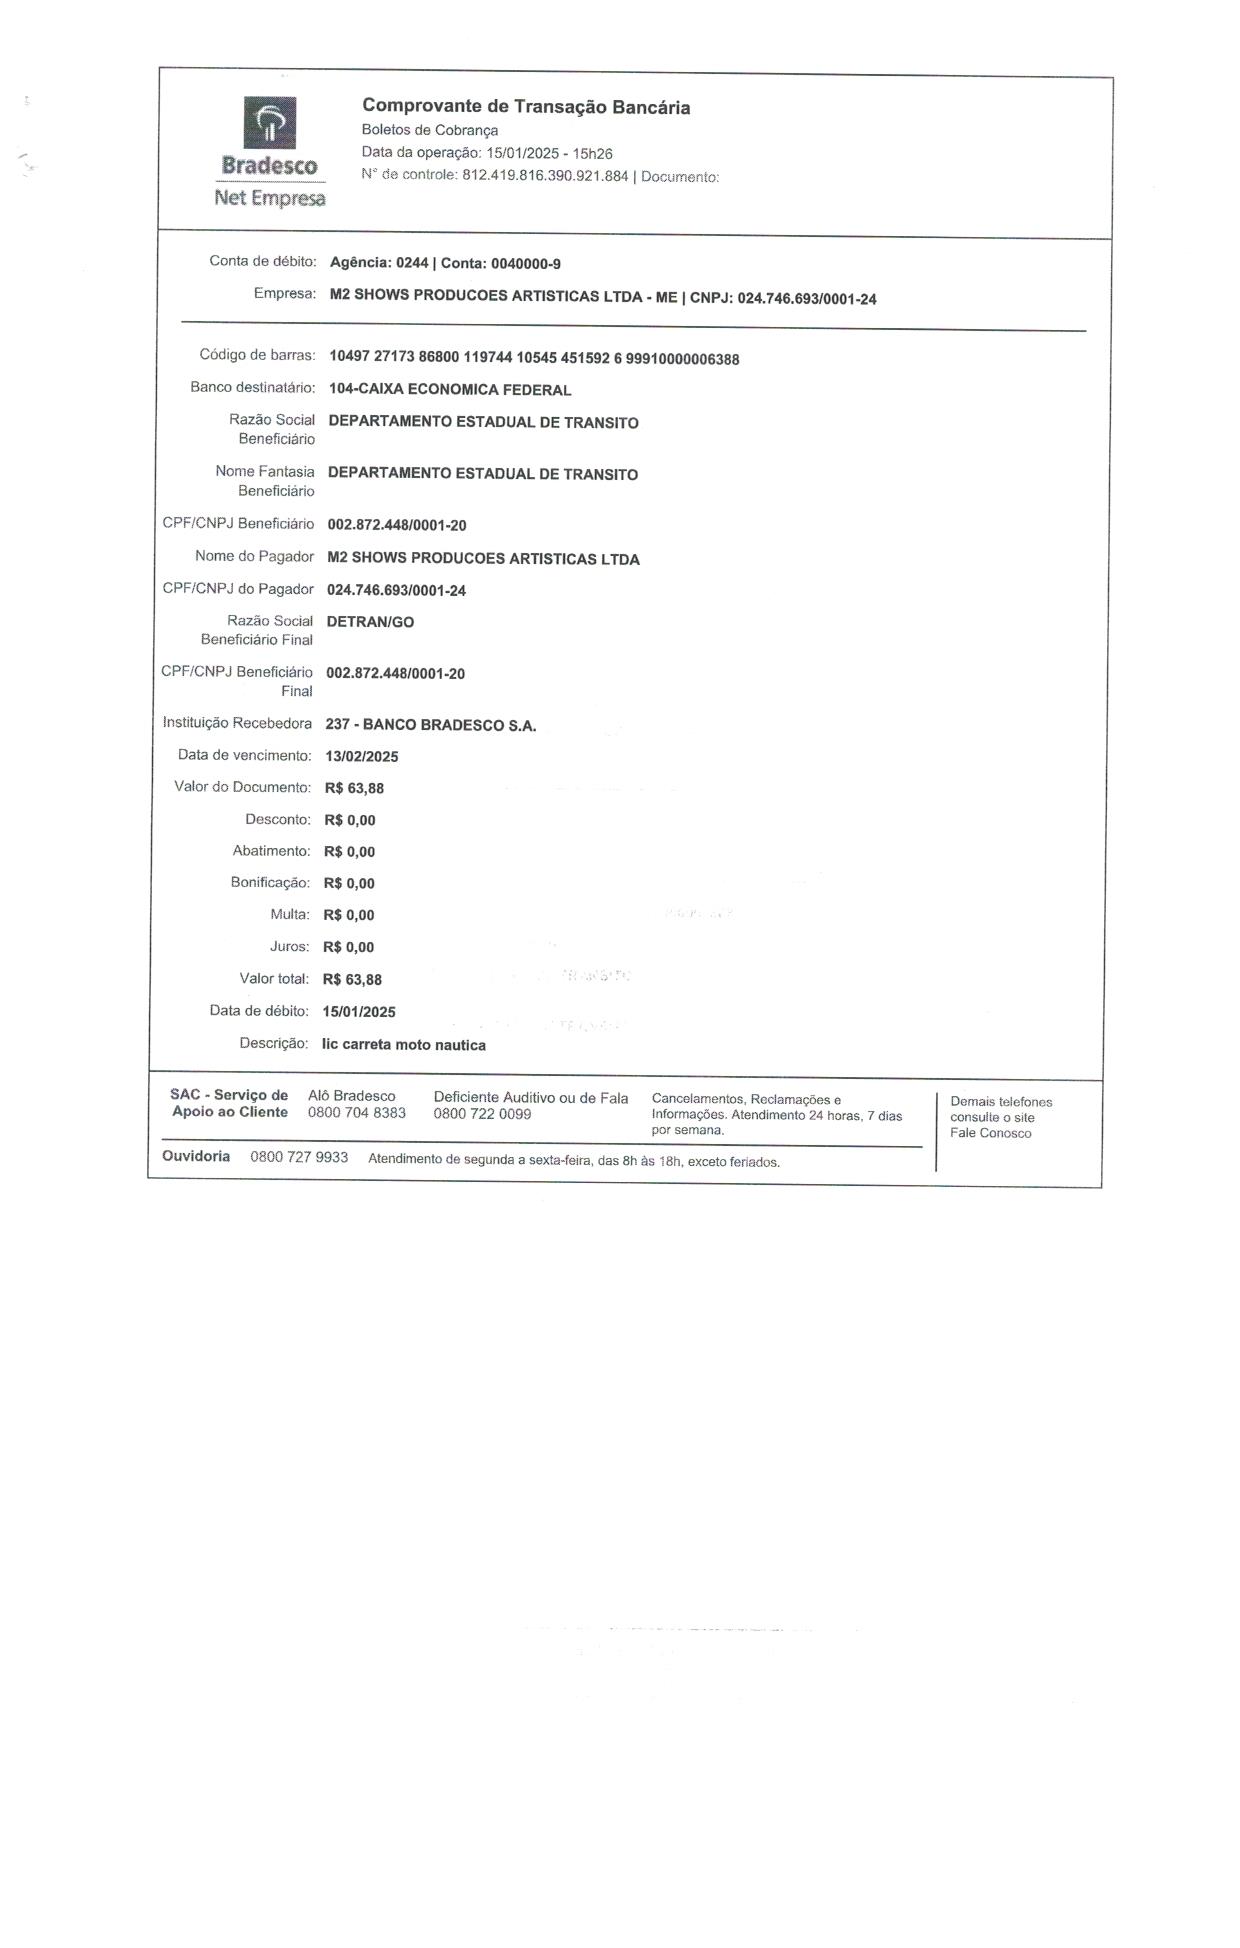 Bradesco
Net Empresa
Comprovante de Transação Bancária
Boletos de Cobrança
Data da operação: 15/01/2025 - 15h26
N° de controle: 812.419.816.390.921.884 | Documento:
Conta de débito: Agência: 0244 | Conta: 0040000-9
Empresa: M2 SHOWS PRODUCOES ARTISTICAS LTDA - ME | CNPJ: 024.746.693/0001-24
Código de barras: 10497 27173 86800 119744 10545 451592 6 99910000006388
Banco destinatário: 104-CAIXA ECONOMICA FEDERAL
Razão Social DEPARTAMENTO ESTADUAL DE TRANSITO
Beneficiário
Nome Fantasia DEPARTAMENTO ESTADUAL DE TRANSITO
Beneficiário
CPF/CNPJ Beneficiário 002.872.448/0001-20
Nome do Pagador M2 SHOWS PRODUCOES ARTISTICAS LTDA
CPF/CNPJ do Pagador 024.746.693/0001-24
Razão Social DETRAN/GO
Beneficiário Final
CPF/CNPJ Beneficiário 002.872.448/0001-20
Final
Instituição Recebedora 237 - BANCO BRADESCO S.A.
Data de vencimento: 13/02/2025
Valor do Documento: R$ 63,88
Desconto: R$ 0,00
Abatimento: R$ 0,00
Bonificação: R$ 0,00
Multa: R$ 0,00
Juros: R$ 0,00
Valor total: R$ 63,88
Data de débito: 15/01/2025
Descrição: lic carreta moto nautica
SAC - Serviço de
Apoio ao Cliente
Alô Bradesco
0800 704 8383
Deficiente Auditivo ou de Fala
0800 722 0099
Cancelamentos, Reclamações e
Informações. Atendimento 24 horas, 7 dias
por semana.
Demais telefones
consulte o site
Fale Conosco
Ouvidoria 0800 727 9933 Atendimento de segunda a sexta-feira, das 8h às 18h, exceto feriados.